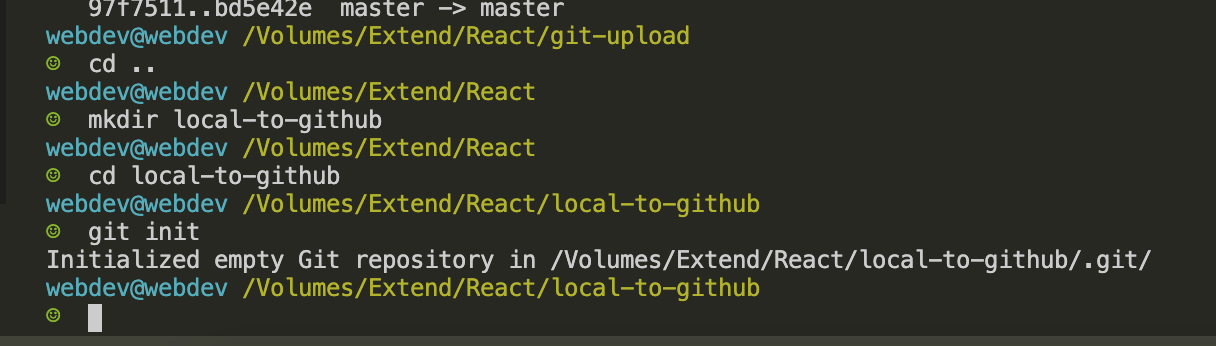 97f7511..bd5e42e  master -> master
webdev@webdev /Volumes/Extend/React/git-upload
☺  cd ..
webdev@webdev /Volumes/Extend/React
☺  mkdir local-to-github
webdev@webdev /Volumes/Extend/React
☺  cd local-to-github
webdev@webdev /Volumes/Extend/React/local-to-github
☺  git init
Initialized empty Git repository in /Volumes/Extend/React/local-to-github/.git/
webdev@webdev /Volumes/Extend/React/local-to-github
☺